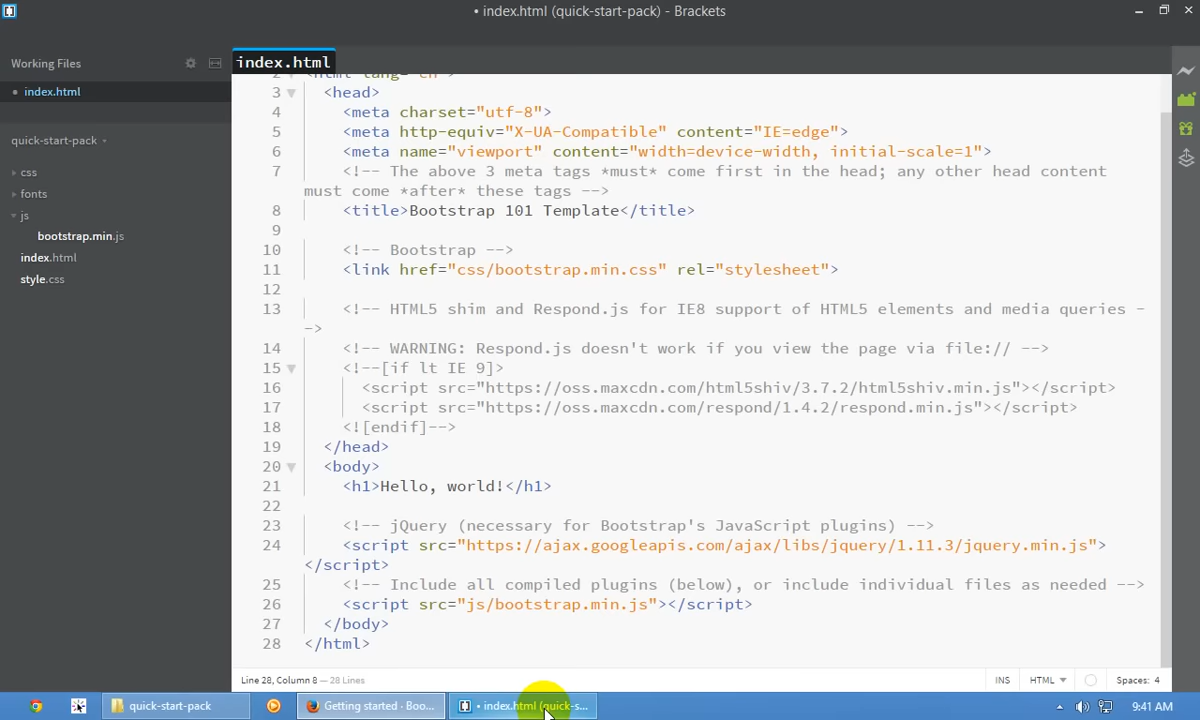 • index.html (quick-start-pack) - Brackets
Working Files
• index.html
quick-start-pack
css
fonts
js
bootstrap.min.js
index.html
style.css
index.html
2 <html lang="en">
3 <head>
4 <meta charset="utf-8">
5 <meta http-equiv="X-UA-Compatible" content="IE=edge">
6 <meta name="viewport" content="width=device-width, initial-scale=1">
7 <!-- The above 3 meta tags *must* come first in the head; any other head content
must come *after* these tags -->
8 <title>Bootstrap 101 Template</title>
9
10 <!-- Bootstrap -->
11 <link href="css/bootstrap.min.css" rel="stylesheet">
12
13 <!-- HTML5 shim and Respond.js for IE8 support of HTML5 elements and media queries -
->
14 <!-- WARNING: Respond.js doesn't work if you view the page via file:// -->
15 <!--[if lt IE 9]>
16 <script src="https://oss.maxcdn.com/html5shiv/3.7.2/html5shiv.min.js"></script>
17 <script src="https://oss.maxcdn.com/respond/1.4.2/respond.min.js"></script>
18 <![endif]-->
19 </head>
20 <body>
21 <h1>Hello, world!</h1>
22
23 <!-- jQuery (necessary for Bootstrap's JavaScript plugins) -->
24 <script src="https://ajax.googleapis.com/ajax/libs/jquery/1.11.3/jquery.min.js">
</script>
25 <!-- Include all compiled plugins (below), or include individual files as needed -->
26 <script src="js/bootstrap.min.js"></script>
27 </body>
28 </html>
Line 28, Column 8 — 28 Lines
INS
HTML
Spaces: 4
quick-start-pack
Getting started · Boo...
• index.html (quick-s...
9:41 AM